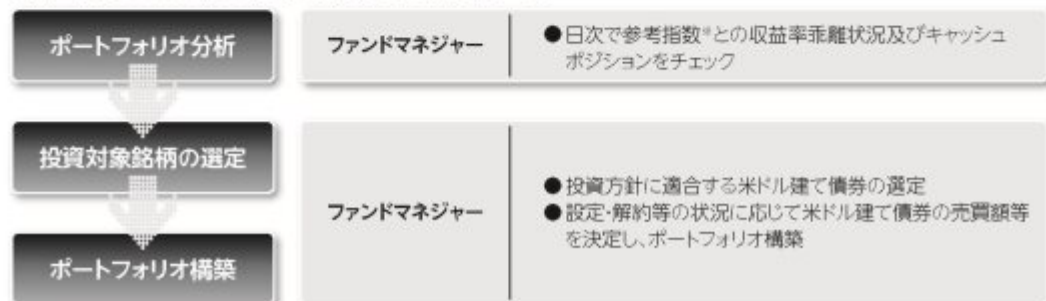 ポートフォリオ分析
ファンドマネジャー
●日次で参考指数※との収益率乖離状況及びキャッシュ
ポジションをチェック
投資対象銘柄の選定
ファンドマネジャー
●投資方針に適合する米ドル建て債券の選定
●設定・解約等の状況に応じて米ドル建て債券の売買額等
を決定し、ポートフォリオ構築
ポートフォリオ構築